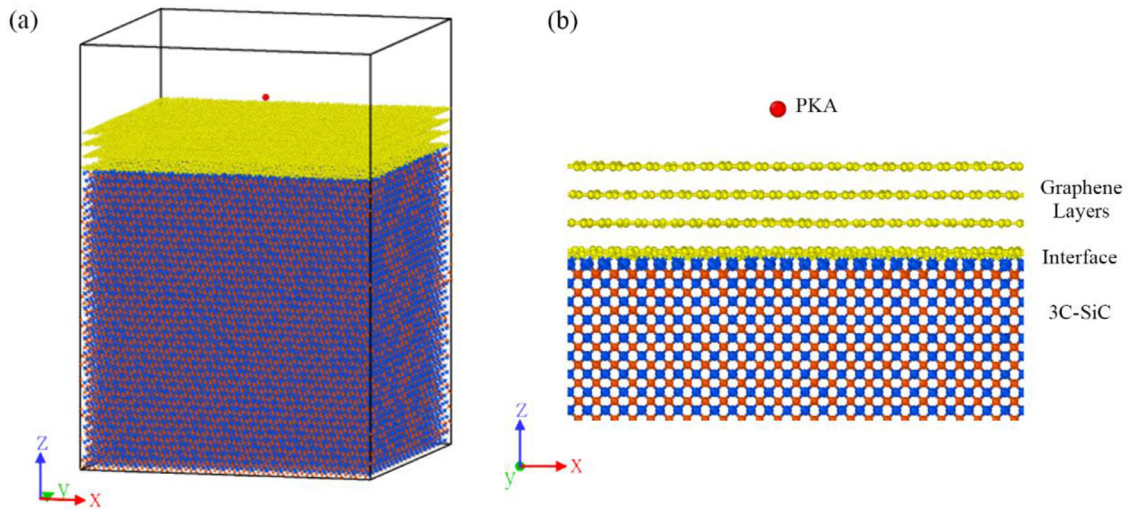 (a)
Z
y
X
(b)
PKA
Graphene
Layers
Interface
3C-SiC
Z
y
X